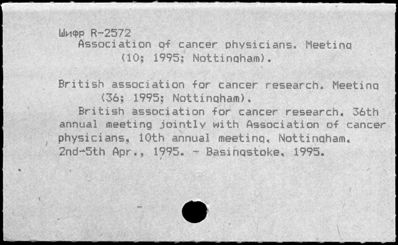 Шифр R-2572
Association of cancer physicians. Meeting
(10; 1995; Nottingham).
British association for cancer research. Meeting
(36; 1995; Nottingham).
British association for cancer research. 36th
annual meeting jointly with Association of cancer
physicians, 10th annual meeting, Nottingham,
2nd-5th Apr., 1995. - Basingstoke, 1995.